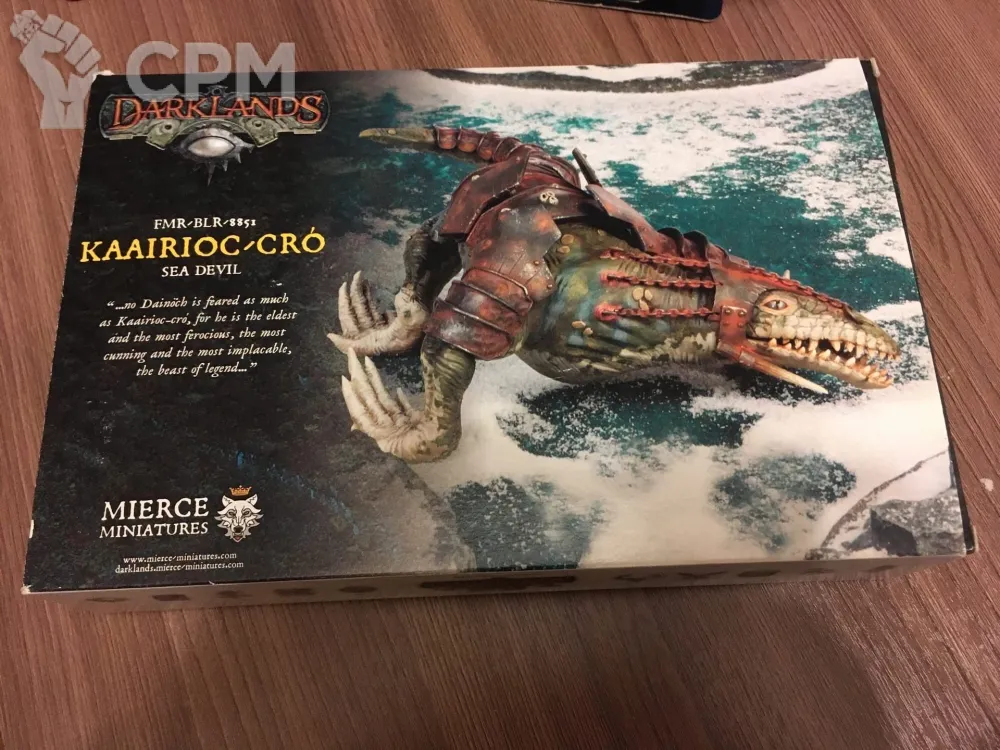 CPM
DARKLANDS
FMR-BLR-8851
KAAIRIOC-CRÓ
SEA DEVIL
"...no Dainoch is feared as much
as Kaairioc-cró, for he is the eldest
and the most ferocious, the most
cunning and the most implacable,
the beast of legend..."
MIERCE
MINIATURES
www.mierce-miniatures.com
darklands.mierce-miniatures.com